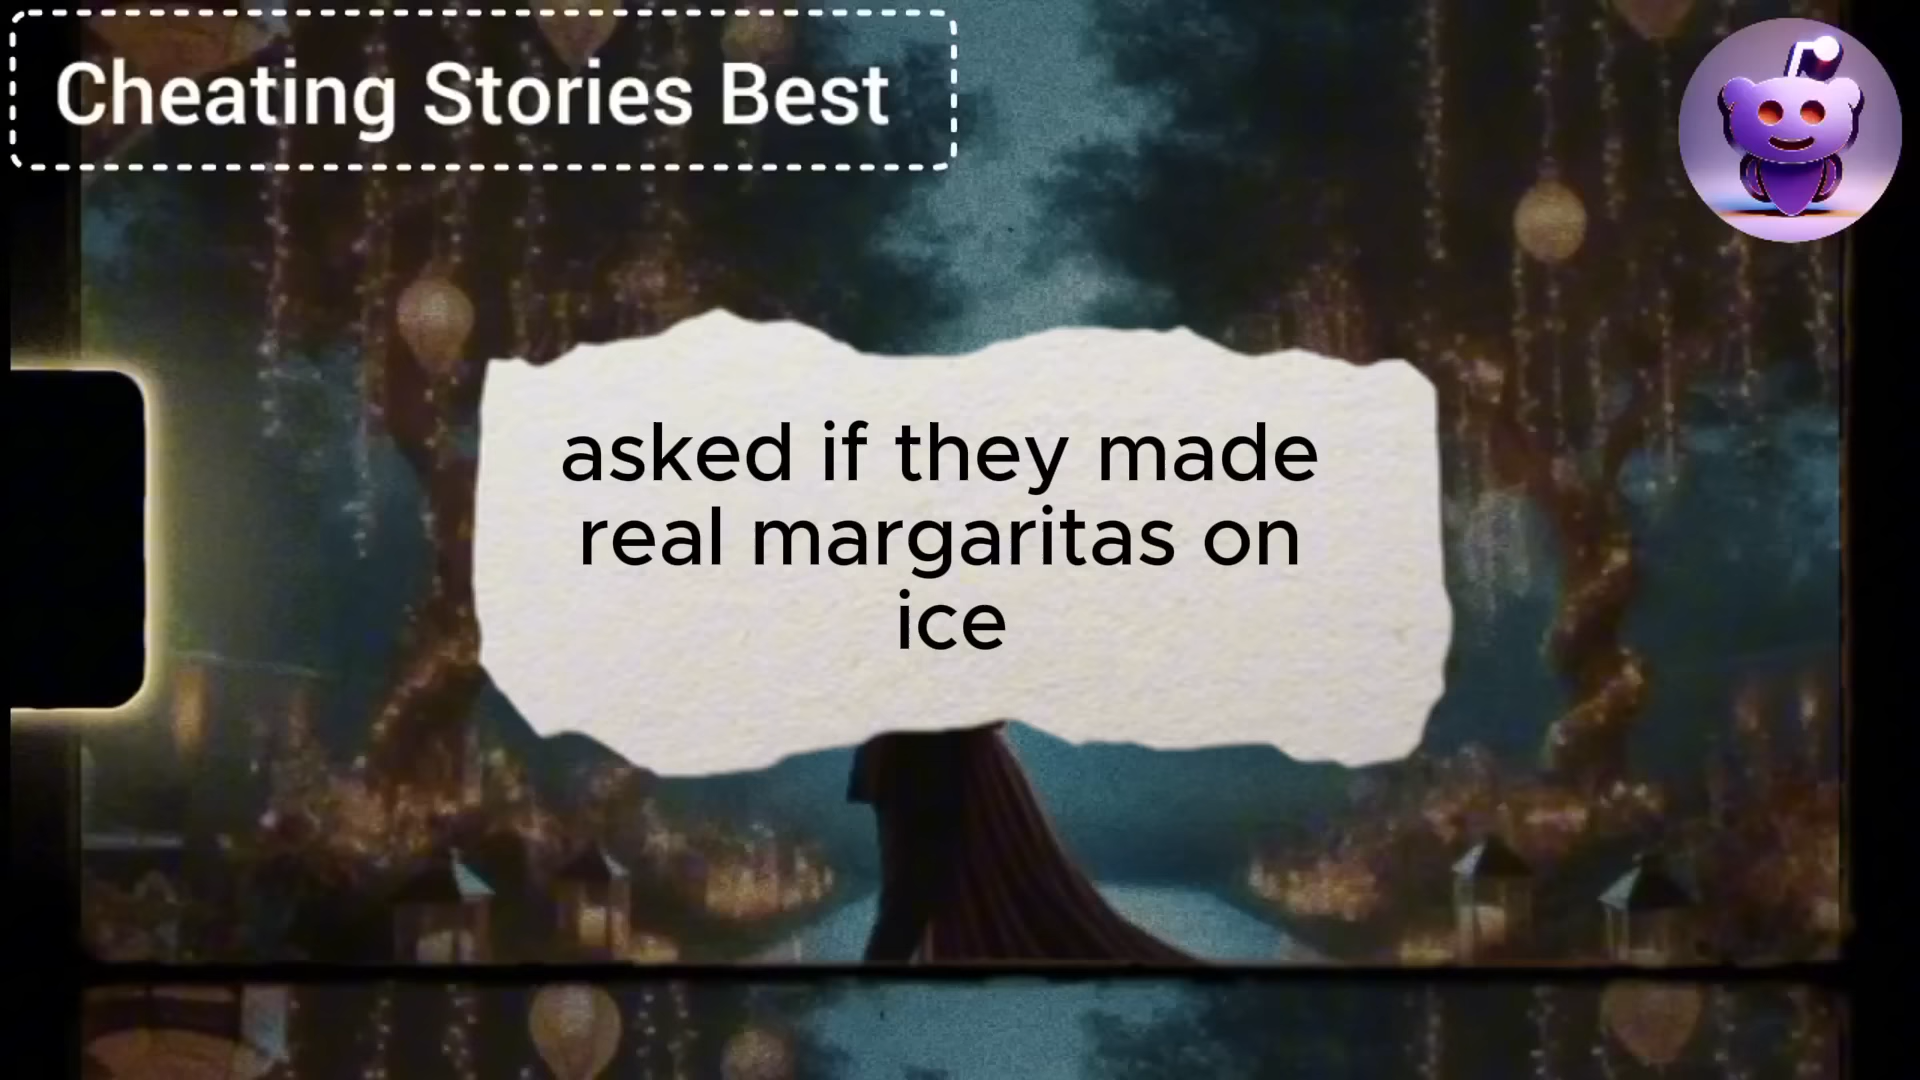 Cheating Stories Best
asked if they made
real margaritas on
ice